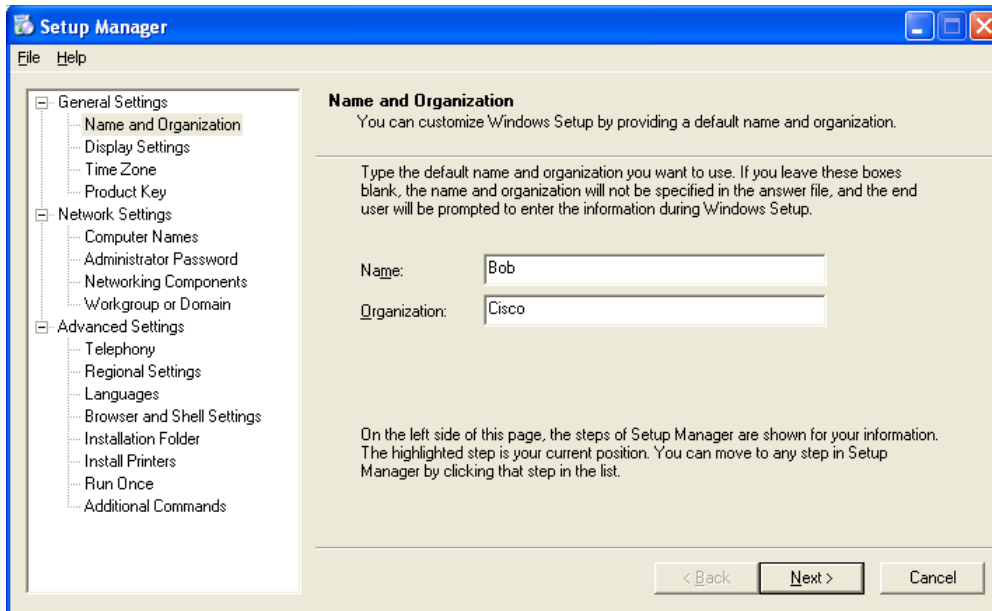 Setup Manager
File Help
General Settings
Name and Organization
Display Settings
Time Zone
Product Key
Network Settings
Computer Names
Administrator Password
Networking Components
Workgroup or Domain
Advanced Settings
Telephony
Regional Settings
Languages
Browser and Shell Settings
Installation Folder
Install Printers
Run Once
Additional Commands
Name and Organization
You can customize Windows Setup by providing a default name and organization.
Type the default name and organization you want to use. If you leave these boxes
blank, the name and organization will not be specified in the answer file, and the end
user will be prompted to enter the information during Windows Setup.
Name: Bob
Organization: Cisco
On the left side of this page, the steps of Setup Manager are shown for your information.
The highlighted step is your current position. You can move to any step in Setup
Manager by clicking that step in the list.
< Back Next > Cancel